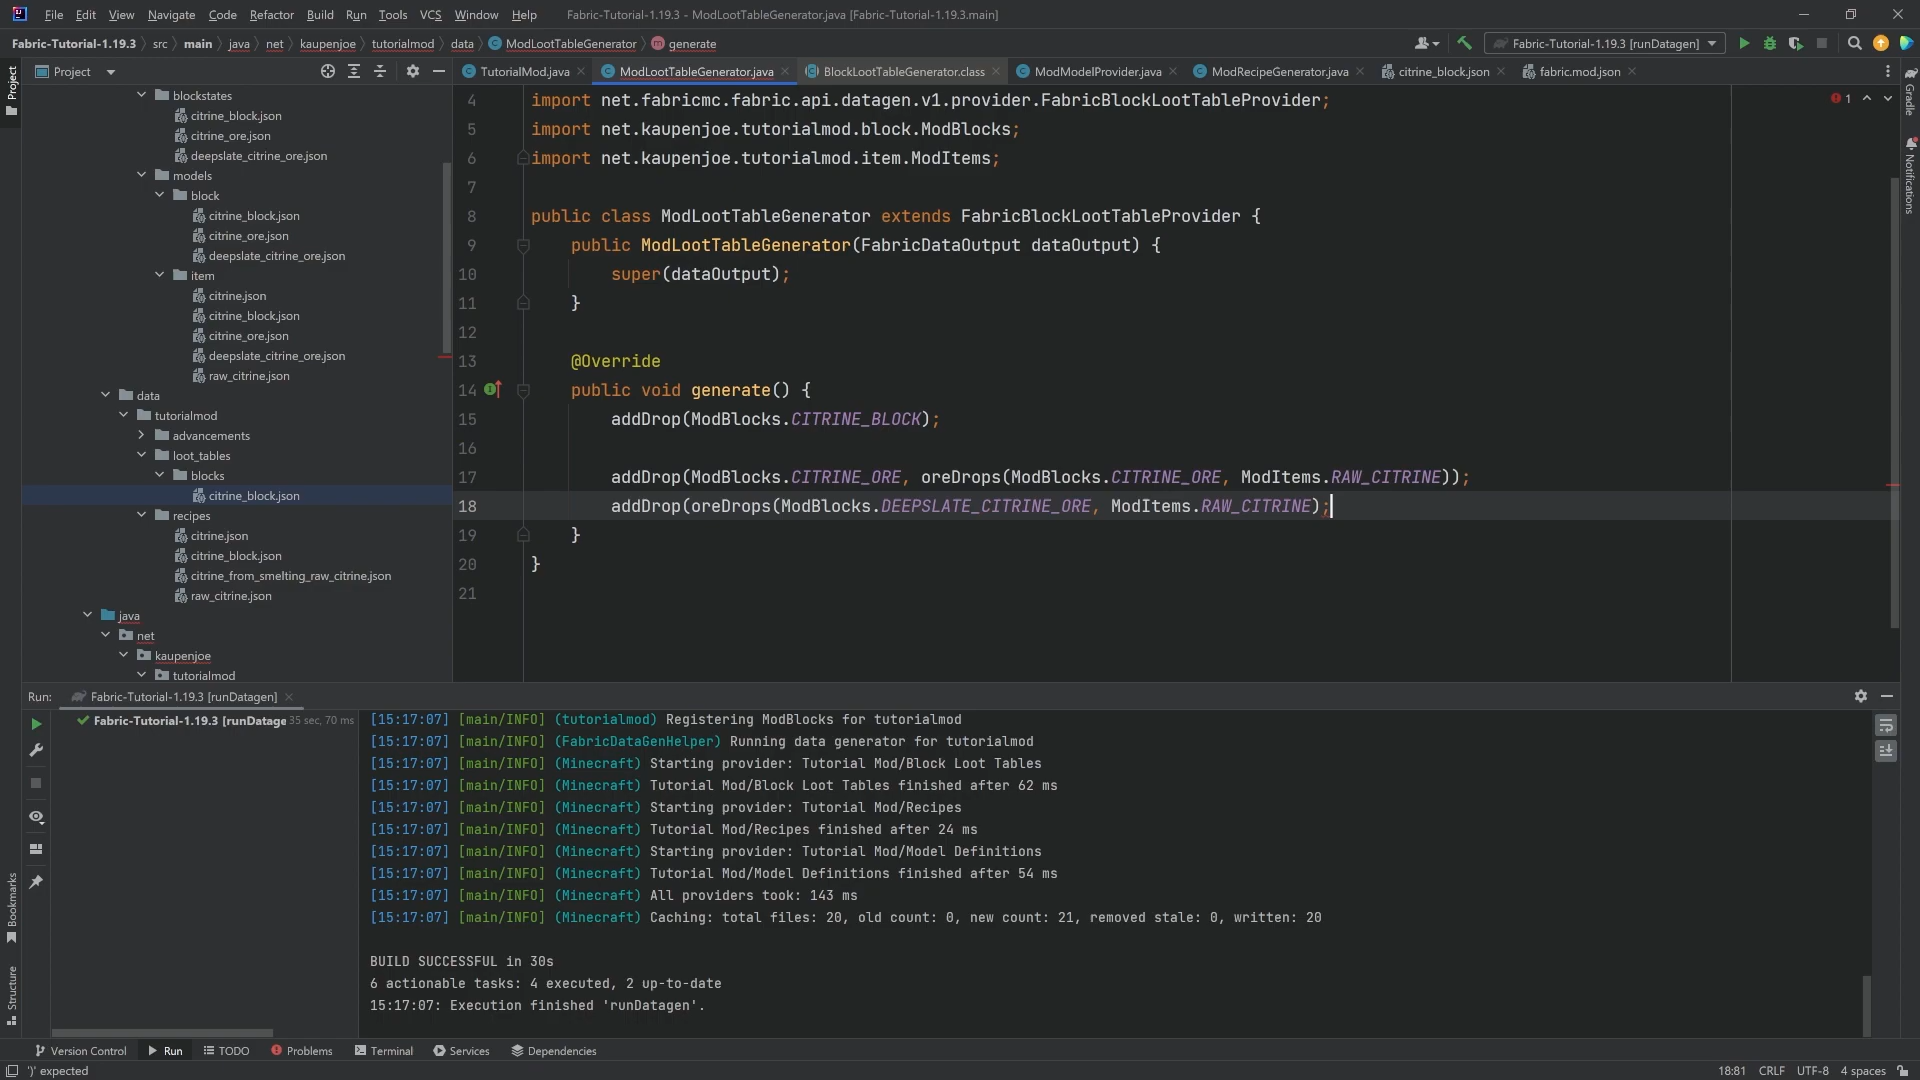 File Edit View Navigate Code Refactor Build Run Tools VCS Window Help Fabric-Tutorial-1.19.3 - ModLootTableGenerator.java [Fabric-Tutorial-1.19.3.main]
Fabric-Tutorial-1.19.3 src main java net kaupenjoe tutorialmod data ModLootTableGenerator generate Fabric-Tutorial-1.19.3 [runDatagen]
Project TutorialMod.java ModLootTableGenerator.java BlockLootTableGenerator.class ModModelProvider.java ModRecipeGenerator.java citrine_block.json fabric.mod.json
Project
Gradle
Notifications
Bookmarks
Structure
blockstates
citrine_block.json
citrine_ore.json
deepslate_citrine_ore.json
models
block
citrine_block.json
citrine_ore.json
deepslate_citrine_ore.json
item
citrine.json
citrine_block.json
citrine_ore.json
deepslate_citrine_ore.json
raw_citrine.json
data
tutorialmod
advancements
loot_tables
blocks
citrine_block.json
recipes
citrine.json
citrine_block.json
citrine_from_smelting_raw_citrine.json
raw_citrine.json
java
net
kaupenjoe
tutorialmod
1
4 import net.fabricmc.fabric.api.datagen.v1.provider.FabricBlockLootTableProvider;
5 import net.kaupenjoe.tutorialmod.block.ModBlocks;
6 import net.kaupenjoe.tutorialmod.item.ModItems;
7
8 public class ModLootTableGenerator extends FabricBlockLootTableProvider {
9 public ModLootTableGenerator(FabricDataOutput dataOutput) {
10 super(dataOutput);
11 }
12
13 @Override
14 public void generate() {
15 addDrop(ModBlocks.CITRINE_BLOCK);
16
17 addDrop(ModBlocks.CITRINE_ORE, oreDrops(ModBlocks.CITRINE_ORE, ModItems.RAW_CITRINE));
18 addDrop(oreDrops(ModBlocks.DEEPSLATE_CITRINE_ORE, ModItems.RAW_CITRINE);
19 }
20 }
21
Run: Fabric-Tutorial-1.19.3 [runDatagen]
Fabric-Tutorial-1.19.3 [runDatage 35 sec, 70 ms
[15:17:07] [main/INFO] (tutorialmod) Registering ModBlocks for tutorialmod
[15:17:07] [main/INFO] (FabricDataGenHelper) Running data generator for tutorialmod
[15:17:07] [main/INFO] (Minecraft) Starting provider: Tutorial Mod/Block Loot Tables
[15:17:07] [main/INFO] (Minecraft) Tutorial Mod/Block Loot Tables finished after 62 ms
[15:17:07] [main/INFO] (Minecraft) Starting provider: Tutorial Mod/Recipes
[15:17:07] [main/INFO] (Minecraft) Tutorial Mod/Recipes finished after 24 ms
[15:17:07] [main/INFO] (Minecraft) Starting provider: Tutorial Mod/Model Definitions
[15:17:07] [main/INFO] (Minecraft) Tutorial Mod/Model Definitions finished after 54 ms
[15:17:07] [main/INFO] (Minecraft) All providers took: 143 ms
[15:17:07] [main/INFO] (Minecraft) Caching: total files: 20, old count: 0, new count: 21, removed stale: 0, written: 20
BUILD SUCCESSFUL in 30s
6 actionable tasks: 4 executed, 2 up-to-date
15:17:07: Execution finished 'runDatagen'.
Version Control Run TODO Problems Terminal Services Dependencies
')' expected 18:81 CRLF UTF-8 4 spaces